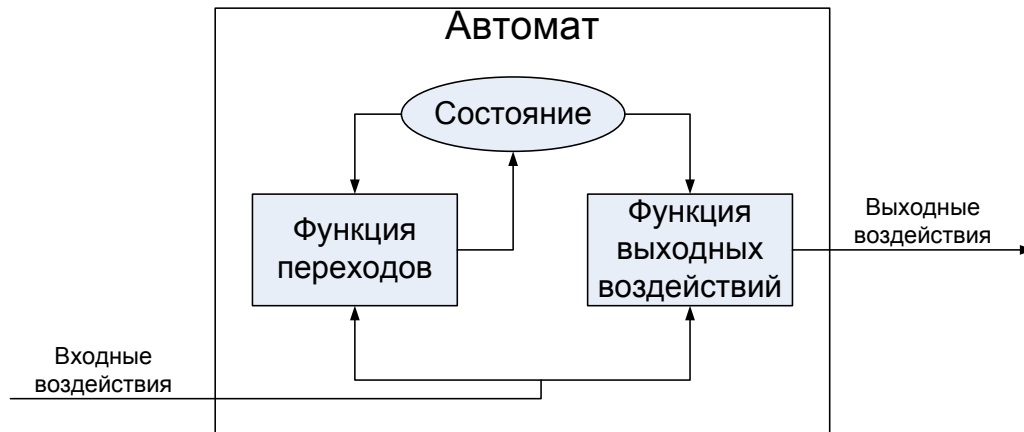 Автомат
Состояние
Функция
переходов
Функция
выходных
воздействий
Выходные
воздействия
Входные
воздействия